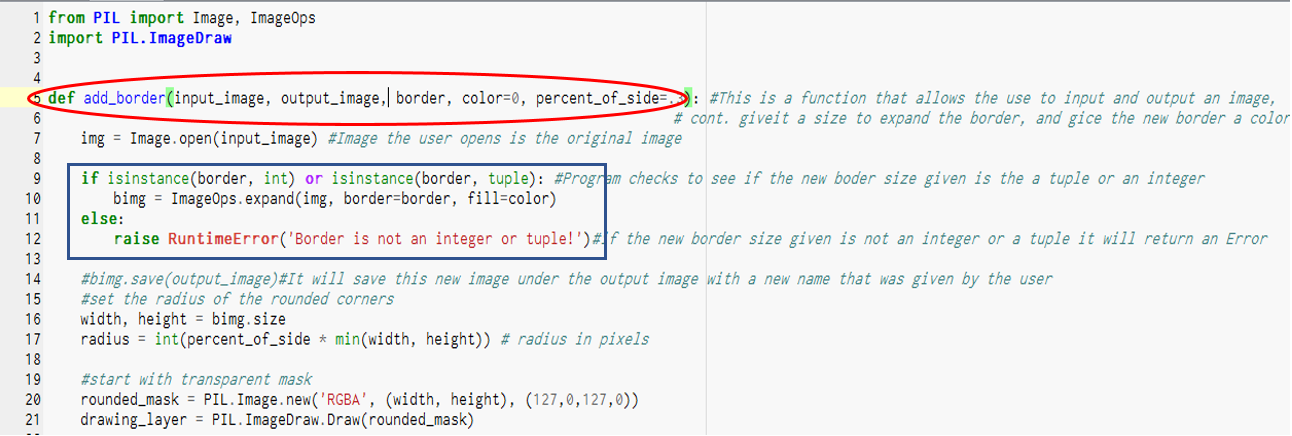 1 from PIL import Image, ImageOps
2 import PIL.ImageDraw
3
4
5 def add_border(input_image, output_image, border, color=0, percent_of_side=.3): #This is a function that allows the use to input and output an image,
6 # cont. giveit a size to expand the border, and gice the new border a color
7 img = Image.open(input_image) #Image the user opens is the original image
8
9 if isinstance(border, int) or isinstance(border, tuple): #Program checks to see if the new boder size given is the a tuple or an integer
10 bimg = ImageOps.expand(img, border=border, fill=color)
11 else:
12 raise RuntimeError('Border is not an integer or tuple!')#if the new border size given is not an integer or a tuple it will return an Error
13
14 #bimg.save(output_image)#It will save this new image under the output image with a new name that was given by the user
15 #set the radius of the rounded corners
16 width, height = bimg.size
17 radius = int(percent_of_side * min(width, height)) # radius in pixels
18
19 #start with transparent mask
20 rounded_mask = PIL.Image.new('RGBA', (width, height), (127,0,127,0))
21 drawing_layer = PIL.ImageDraw.Draw(rounded_mask)